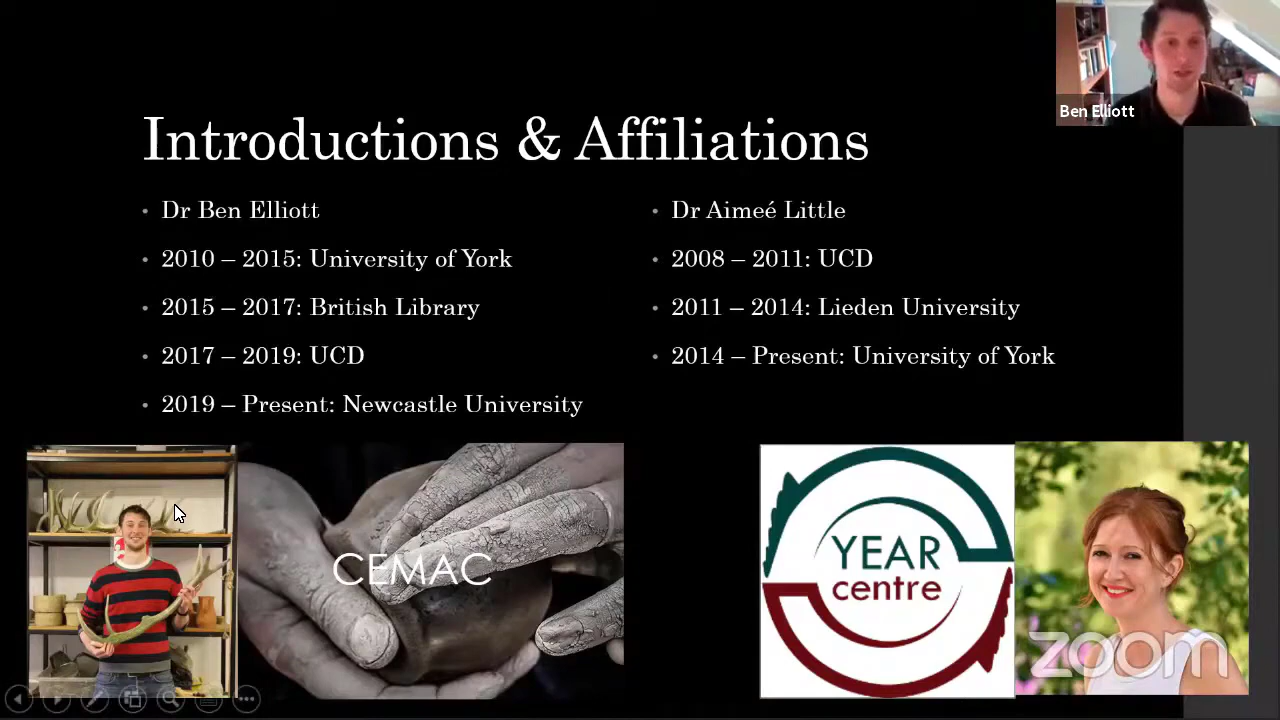 Ben Elliott
Introductions & Affiliations
Dr Ben Elliott
2010 – 2015: University of York
2015 – 2017: British Library
2017 – 2019: UCD
2019 – Present: Newcastle University
Dr Aimeé Little
2008 – 2011: UCD
2011 – 2014: Lieden University
2014 – Present: University of York
CEMAC
YEAR
centre
zoom